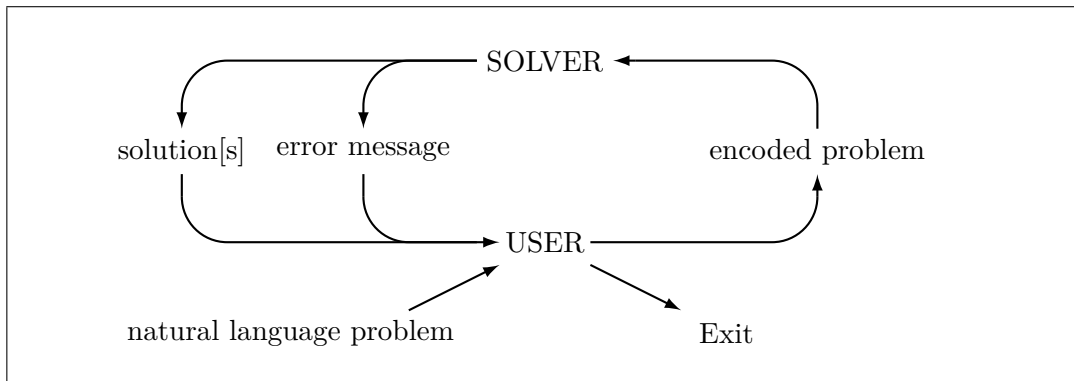 SOLVER
solution[s] error message encoded problem
USER
natural language problem Exit